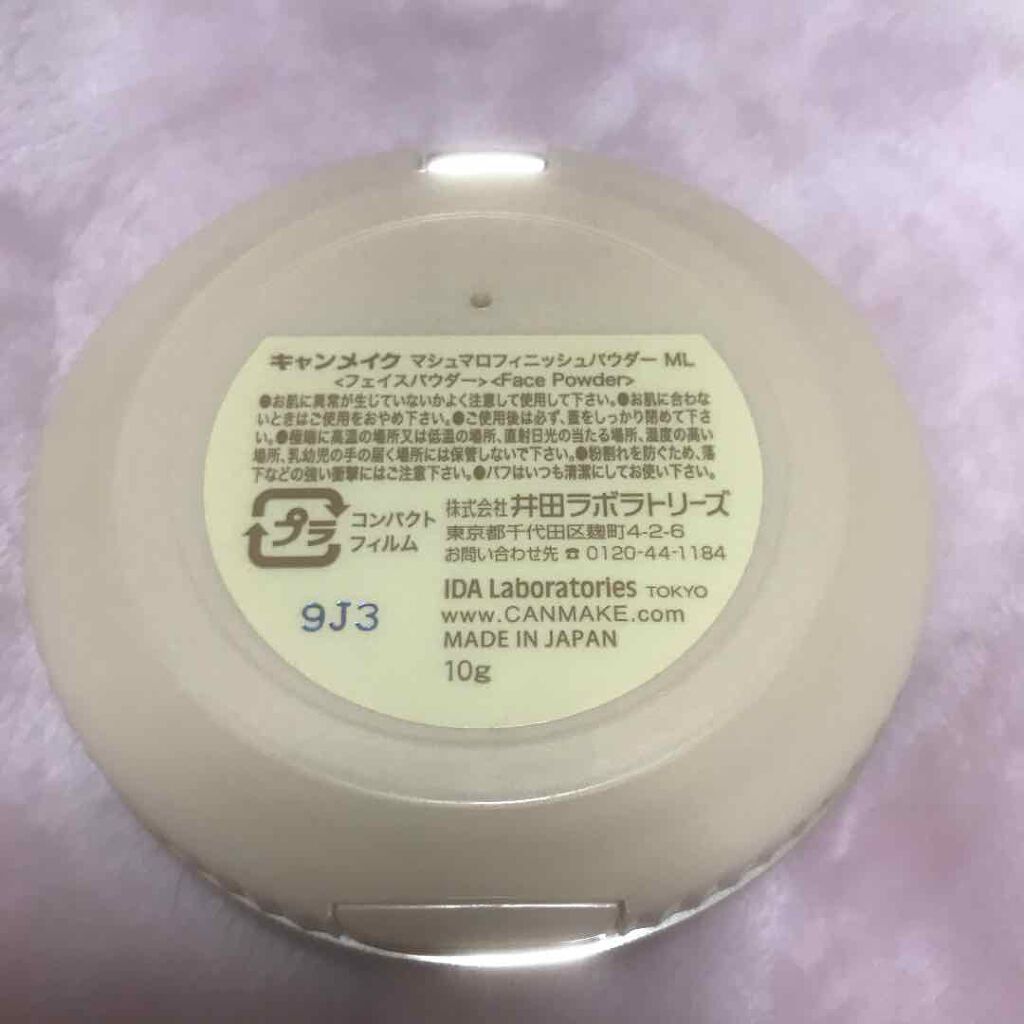 キャンメイク マシュマロフィニッシュパウダー ML
<フェイスパウダー><Face Powder>
●お肌に異常が生じていないかよく注意して使用して下さい。●お肌に合わな
いときはご使用をおやめ下さい。●ご使用後は必ず、蓋をしっかり閉めて下さ
い。●極端に高温の場所又は低温の場所、直射日光の当たる場所、湿度の高い
場所、乳幼児の手の届く場所には保管しないで下さい。●粉割れを防ぐため、落
下などの強い衝撃にはご注意下さい。●パフはいつも清潔にしてお使い下さい。
プラ
コンパクト
フィルム
株式会社 井田ラボラトリーズ
東京都千代田区麹町4-2-6
お問い合わせ先 ☎ 0120-44-1184
IDA Laboratories TOKYO
www.CANMAKE.com
MADE IN JAPAN
10g
9J3